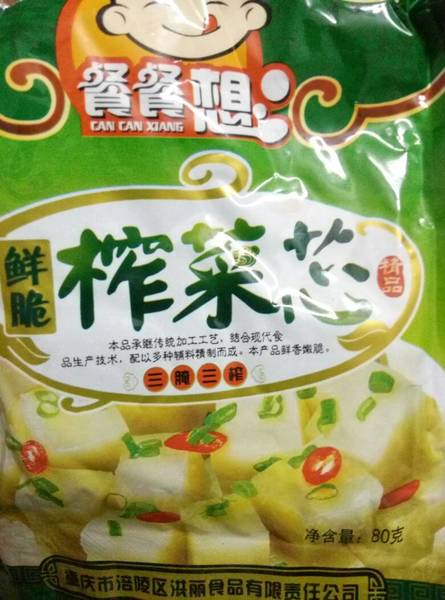 餐餐想
CAN CAN XIANG
鲜脆
榨菜芯
精品
本品承继传统加工工艺，结合现代食
品生产技术，配以多种辅料精制而成。本产品鲜香嫩脆。
三腌三榨
净含量：80克
重庆市涪陵区洪丽食品有限责任公司